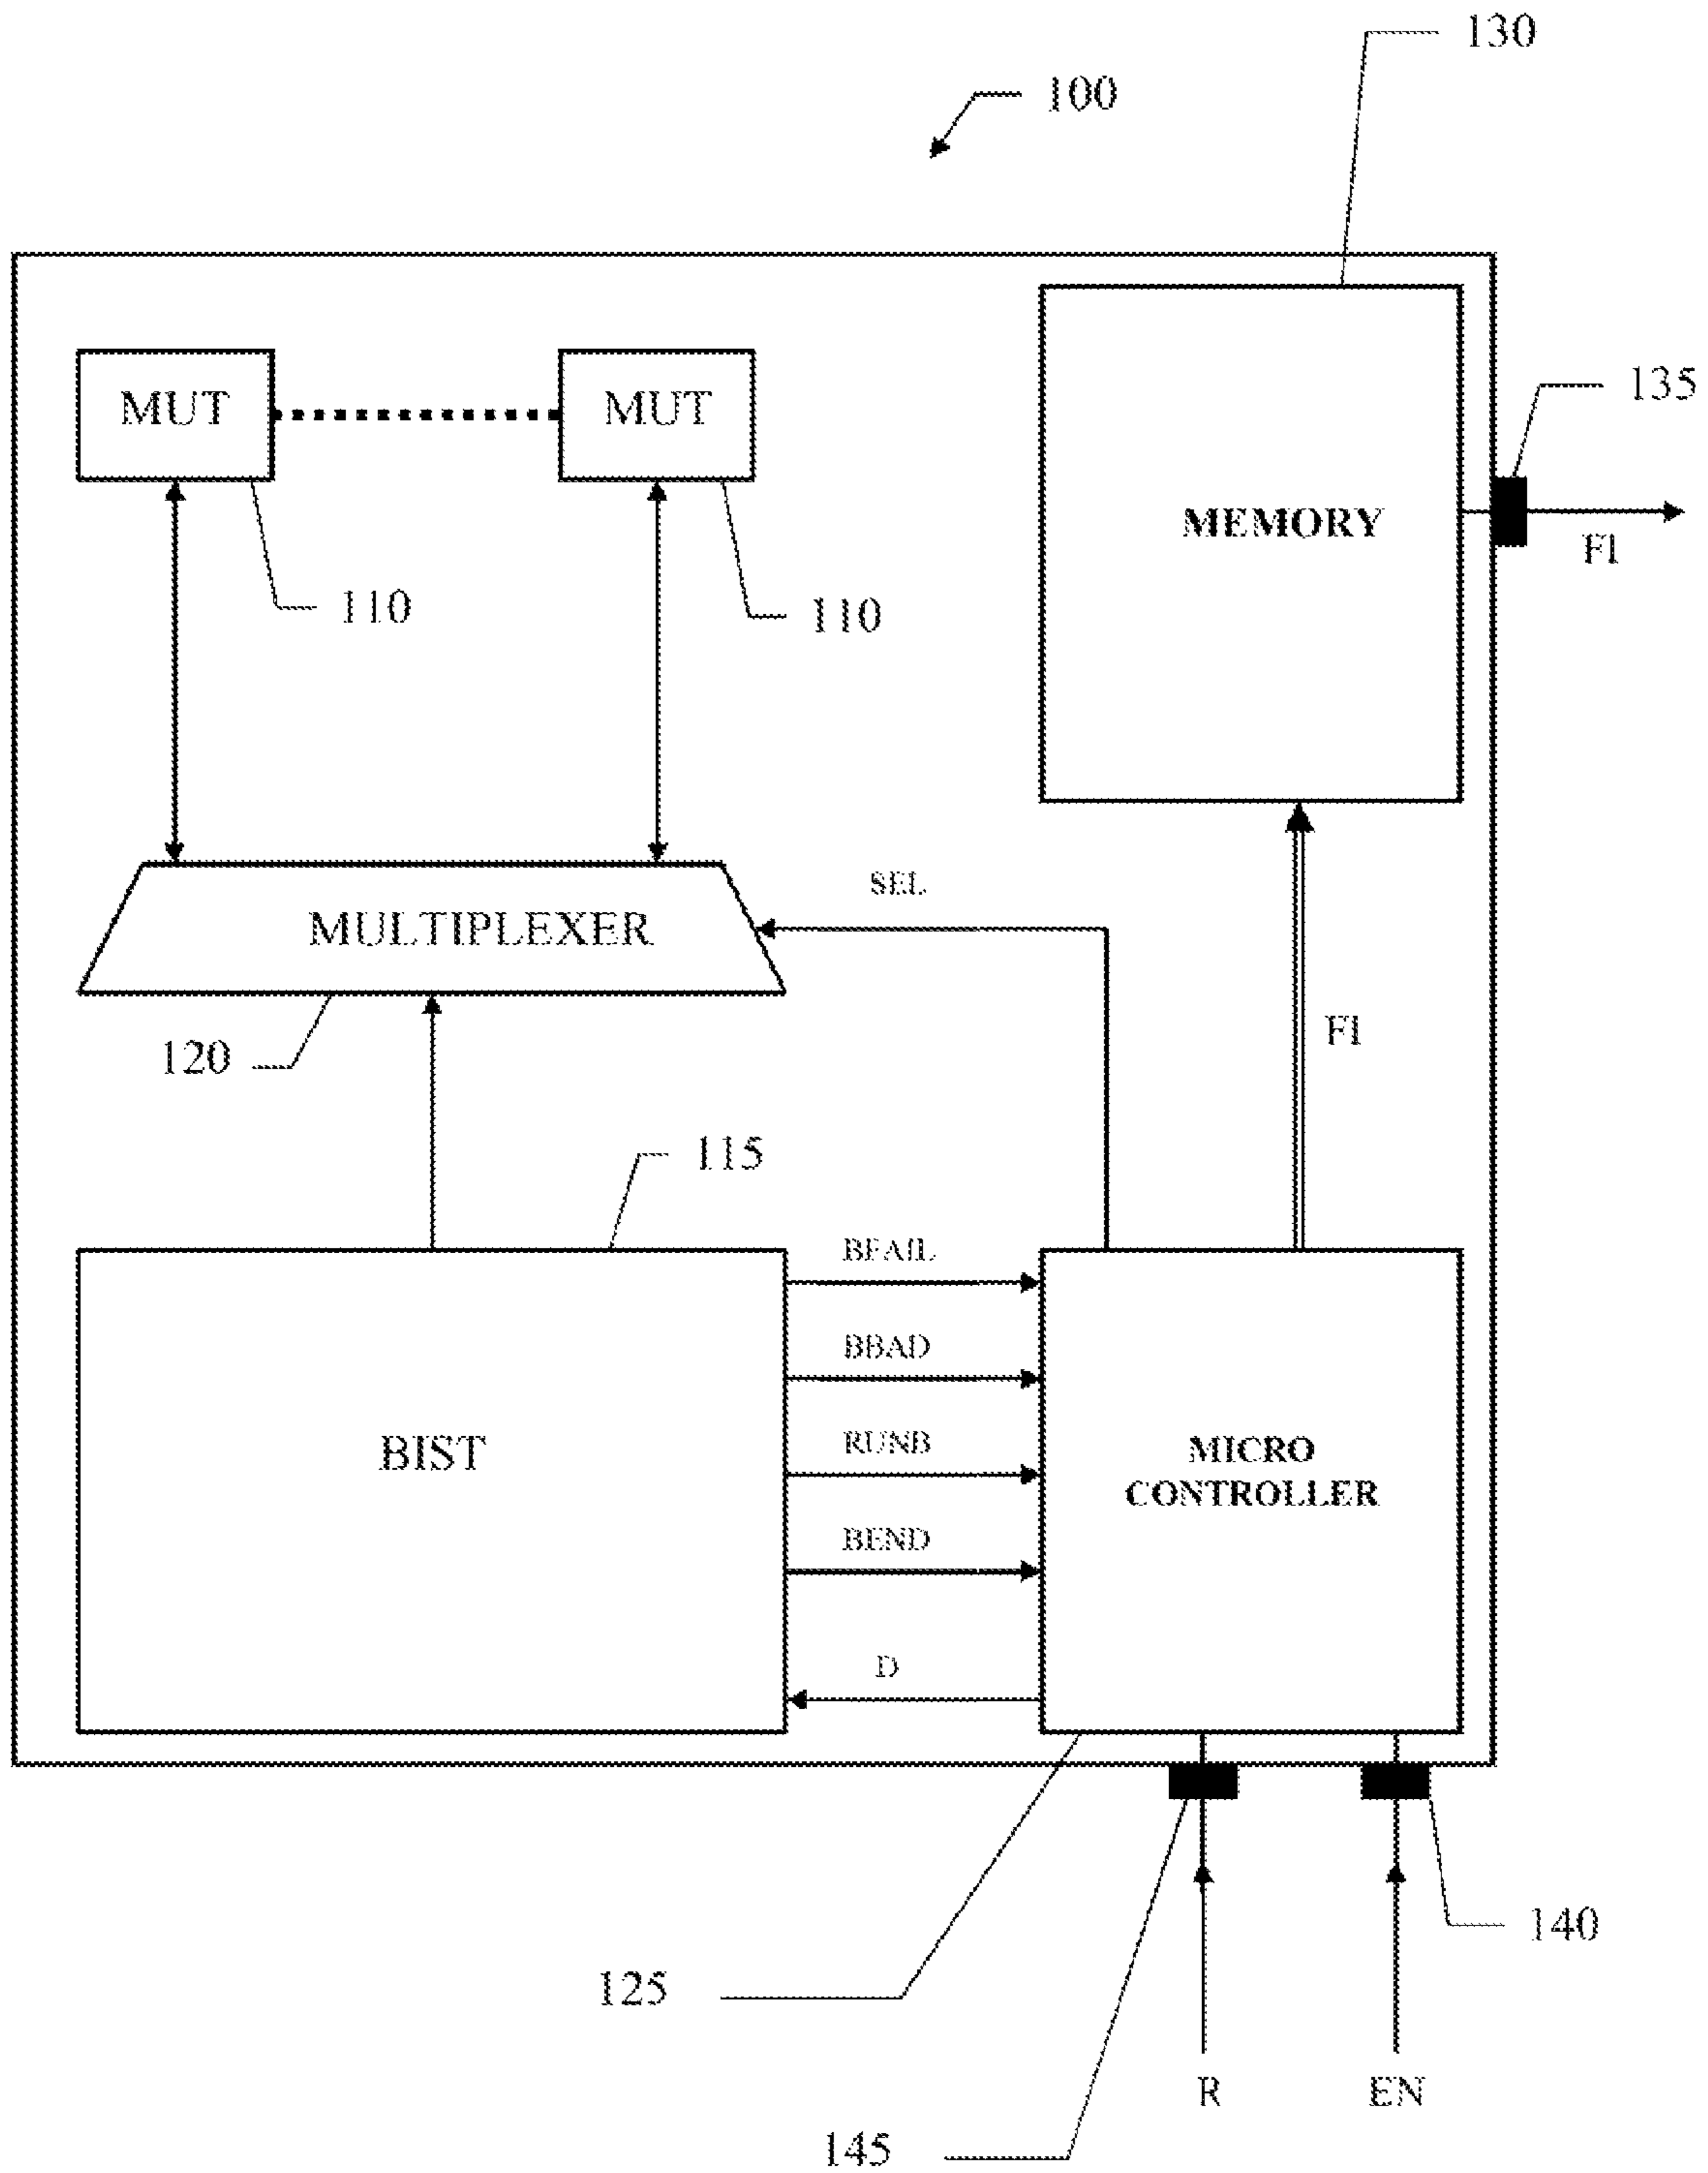 130
100
MUT
MUT
135
MEMORY
FI
110
110
SEL
MULTIPLEXER
FI
120
115
BFAIL
BBAD
RUNB
BIST
MICRO
CONTROLLER
BEND
D
140
125
R
EN
145